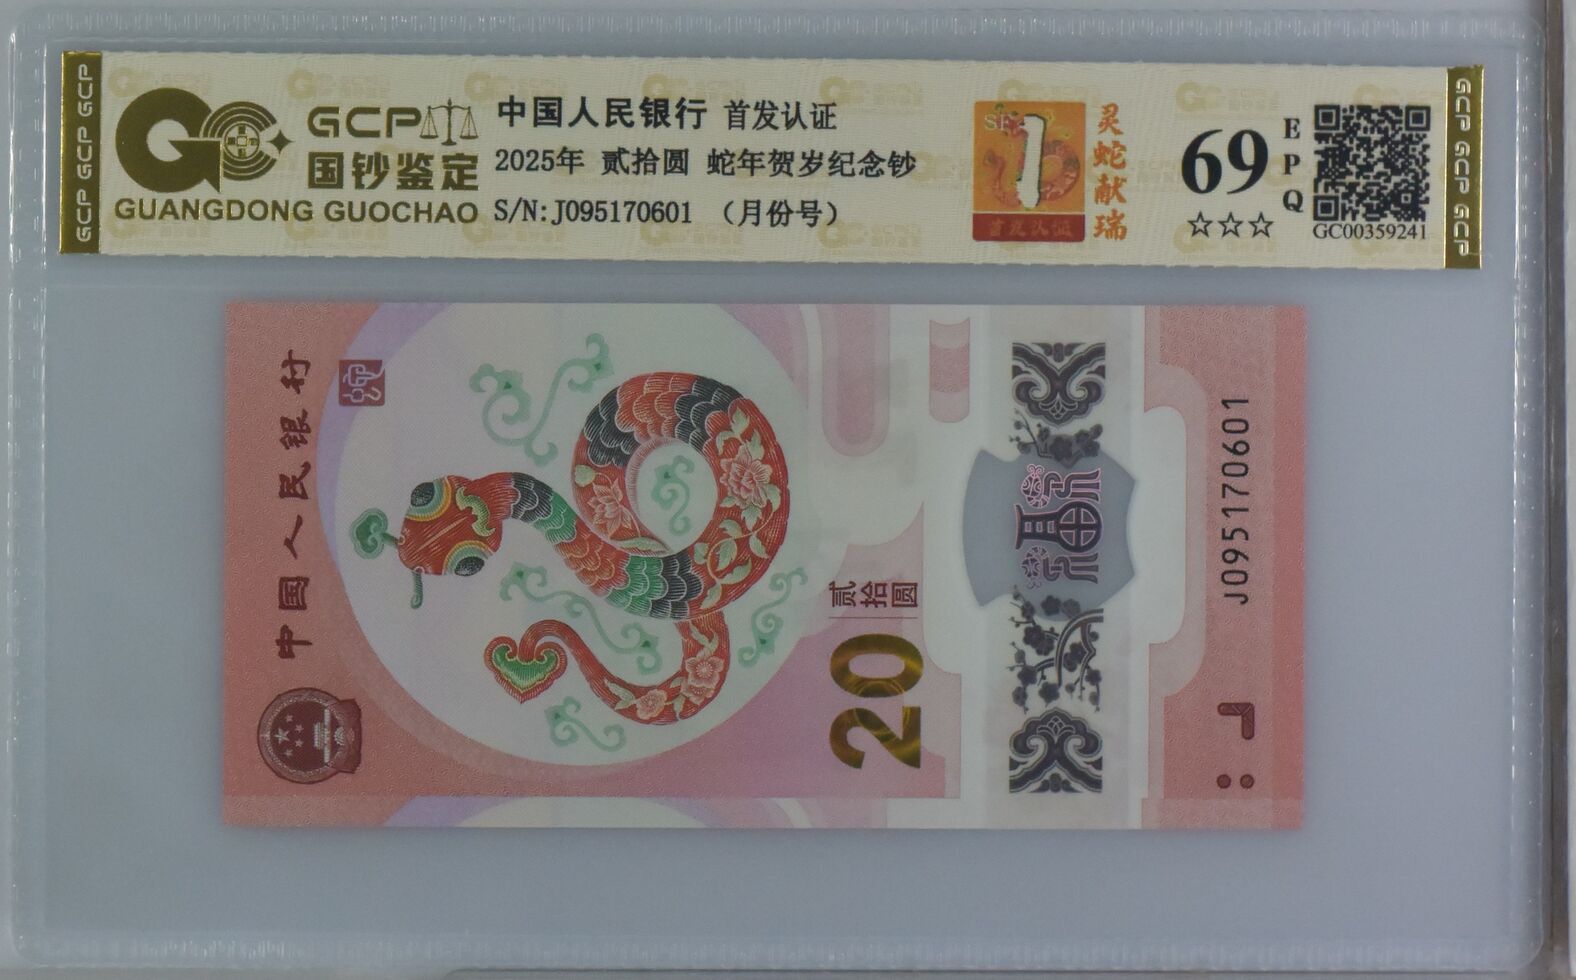 GCP GCP GCP
GCP
国钞鉴定
GUANGDONG GUOCHAO
中国人民银行 首发认证
2025年 贰拾圆 蛇年贺岁纪念钞
S/N:J095170601 （月份号）
1
首发认证
灵蛇献瑞
69
EPQ
☆☆☆
GC00359241
GCP GCP GCP
中国人民银行
贰拾圆
20
福
J095170601